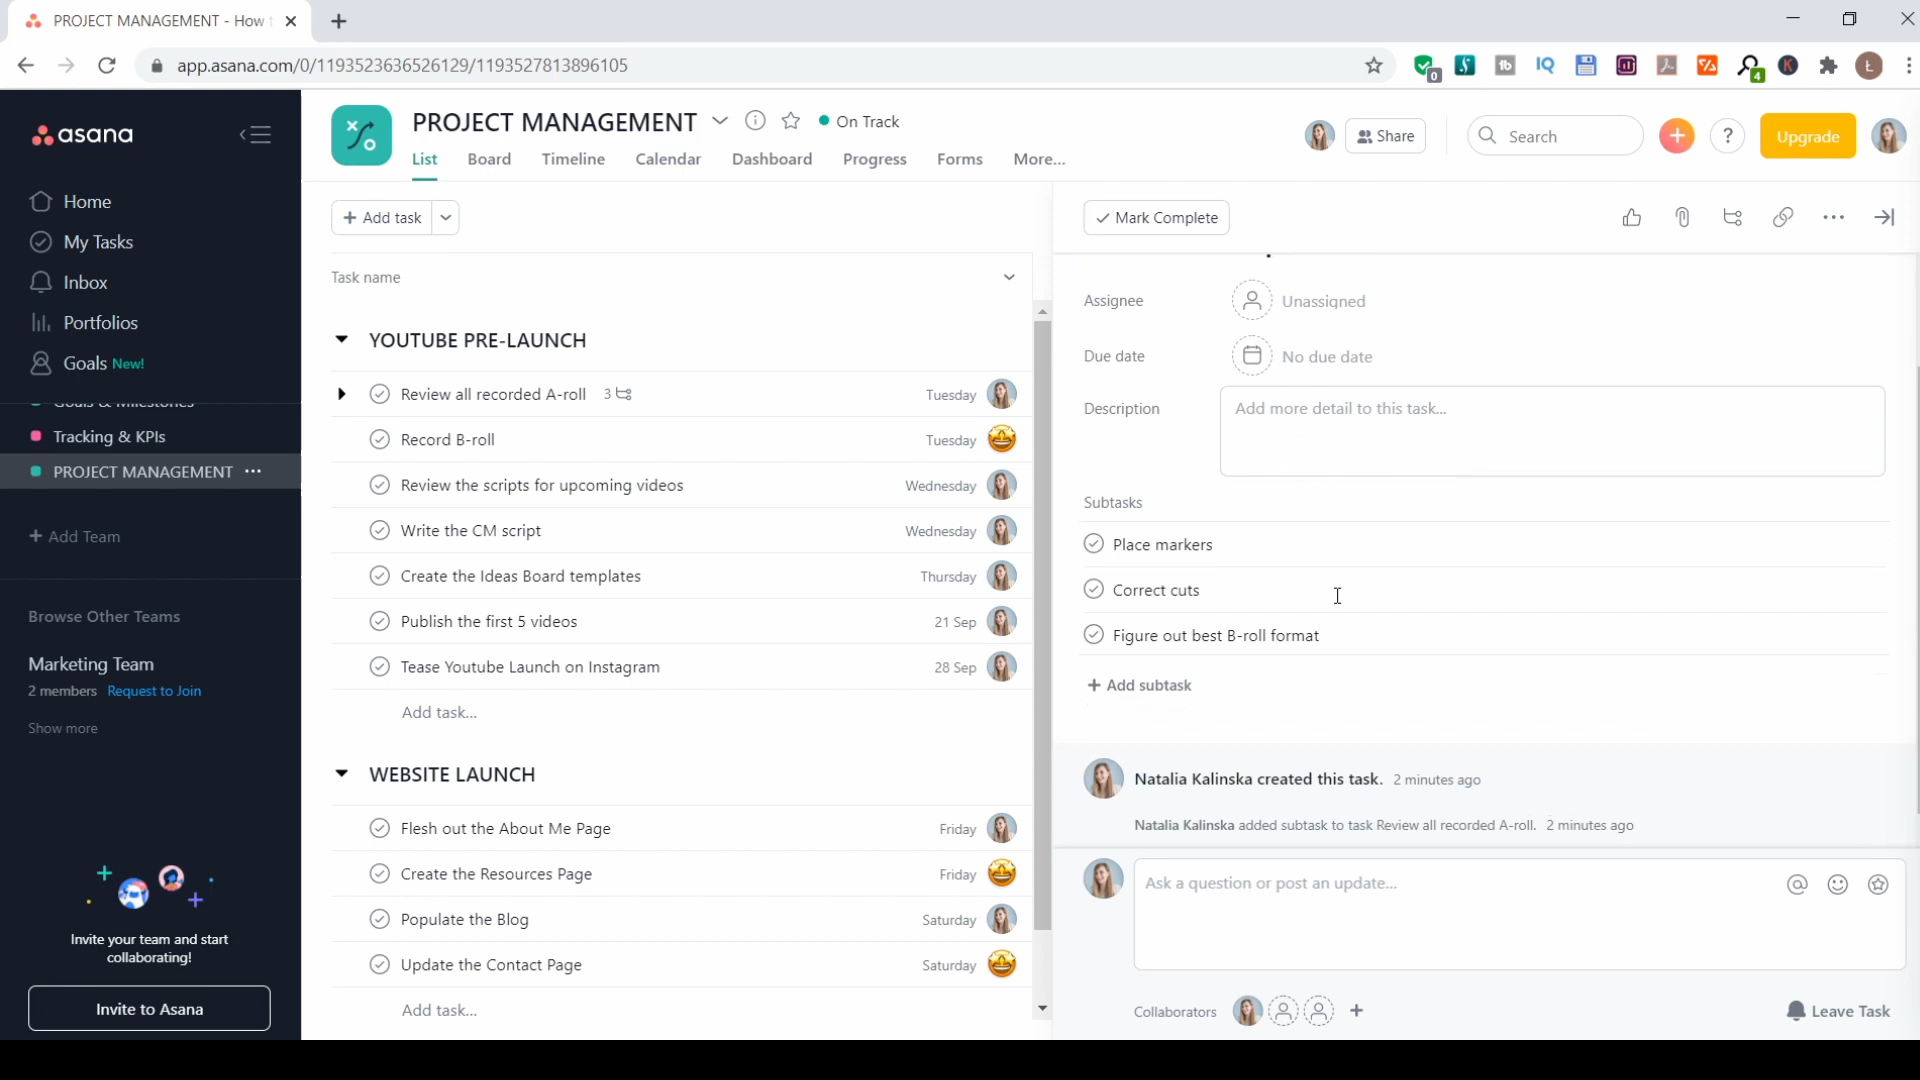 PROJECT MANAGEMENT - How
app.asana.com/0/1193523636526129/1193527813896105
0
tb
IQ
4
K
Ł
asana
Home
My Tasks
Inbox
Portfolios
Goals New!
Goals & Milestones
Tracking & KPIs
PROJECT MANAGEMENT
+ Add Team
Browse Other Teams
Marketing Team
2 members Request to Join
Show more
Invite your team and start
collaborating!
Invite to Asana
PROJECT MANAGEMENT
On Track
List Board Timeline Calendar Dashboard Progress Forms More...
Share
Search
?
Upgrade
+ Add task
Task name
YOUTUBE PRE-LAUNCH
Review all recorded A-roll 3 Tuesday
Record B-roll Tuesday
Review the scripts for upcoming videos Wednesday
Write the CM script Wednesday
Create the Ideas Board templates Thursday
Publish the first 5 videos 21 Sep
Tease Youtube Launch on Instagram 28 Sep
Add task...
WEBSITE LAUNCH
Flesh out the About Me Page Friday
Create the Resources Page Friday
Populate the Blog Saturday
Update the Contact Page Saturday
Add task...
Mark Complete
Assignee Unassigned
Due date No due date
Description Add more detail to this task...
Subtasks
Place markers
Correct cuts
Figure out best B-roll format
+ Add subtask
Natalia Kalinska created this task. 2 minutes ago
Natalia Kalinska added subtask to task Review all recorded A-roll. 2 minutes ago
Ask a question or post an update...
Collaborators
Leave Task